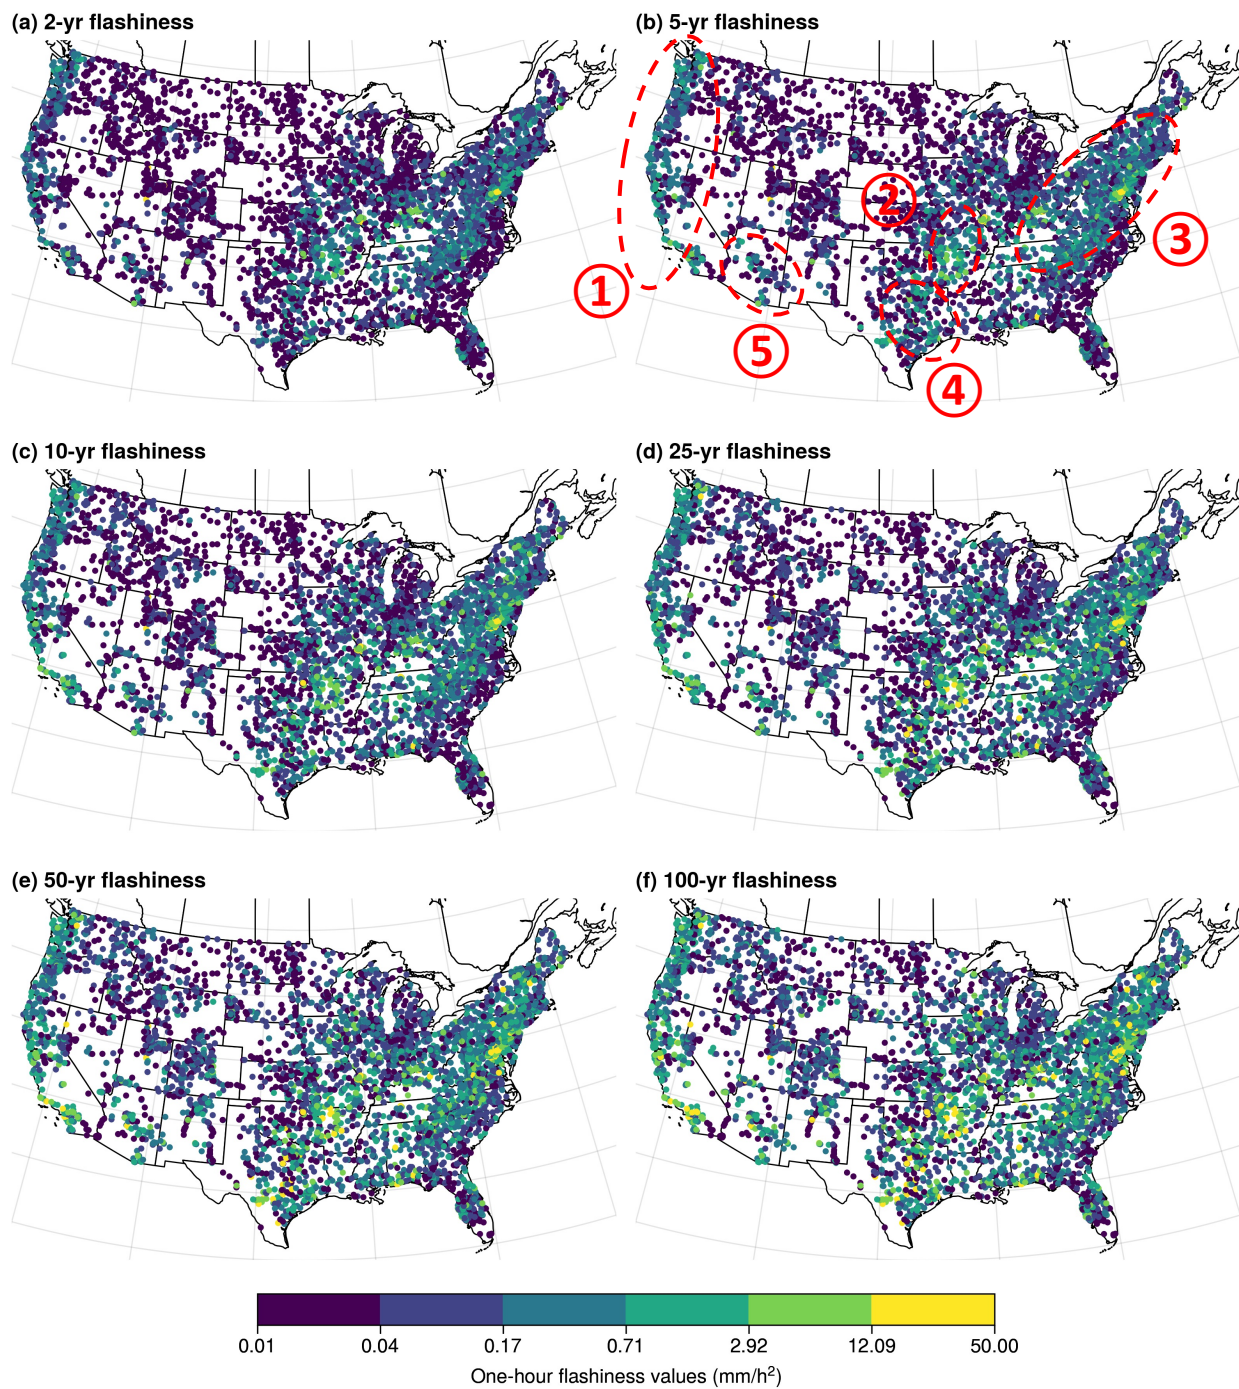 (a) 2-yr flashiness
(b) 5-yr flashiness
①
②
③
④
⑤
(c) 10-yr flashiness
(d) 25-yr flashiness
(e) 50-yr flashiness
(f) 100-yr flashiness
0.01 0.04 0.17 0.71 2.92 12.09 50.00
One-hour flashiness values (mm/h²)